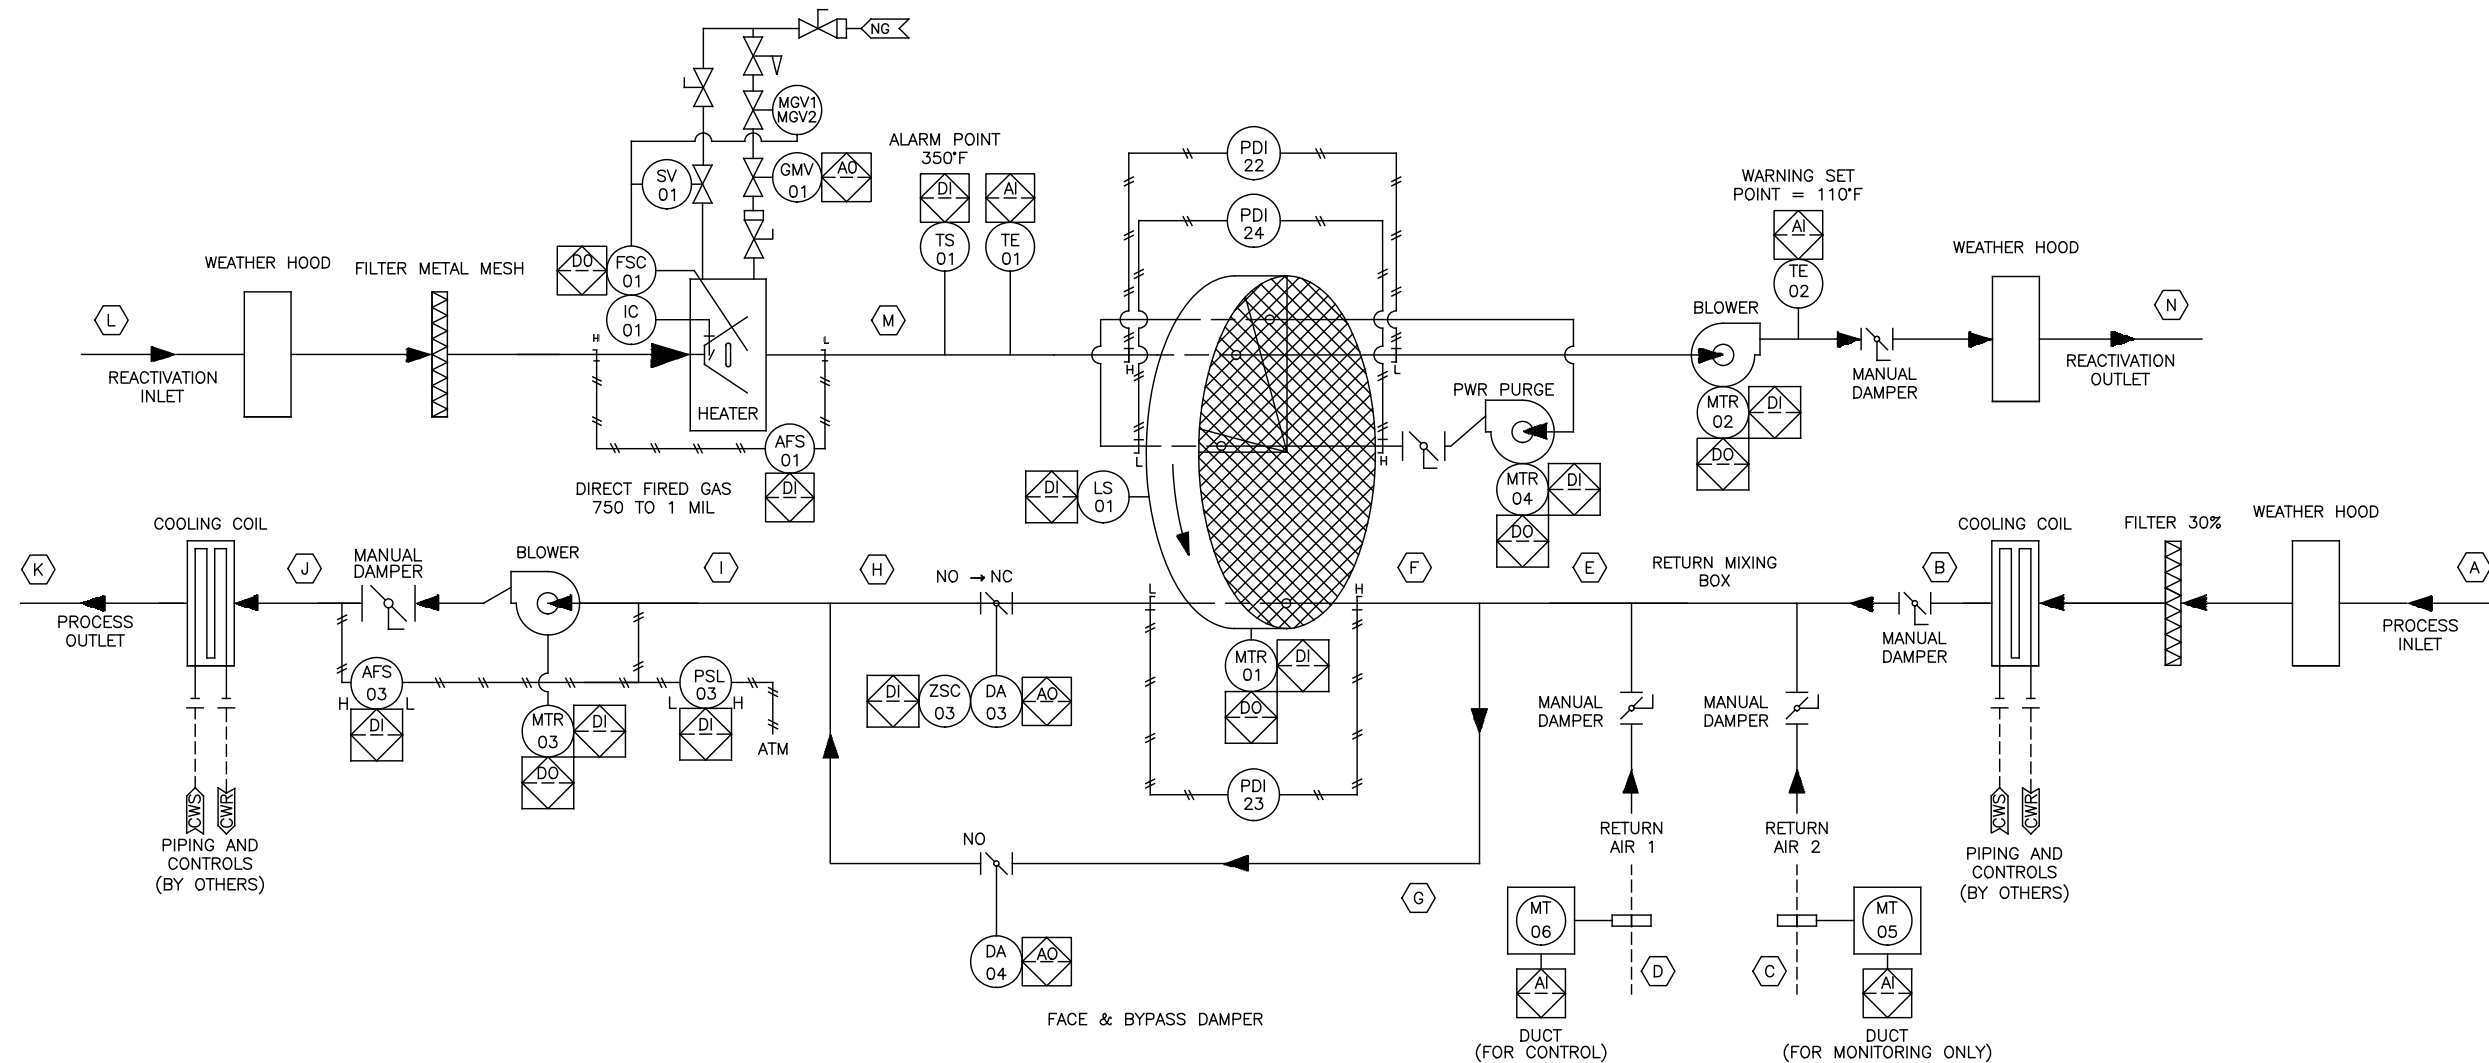 NG
MGV1
MGV2
SV
01
GMV
01
AO
ALARM POINT
350°F
DI
TS
01
AI
TE
01
PDI
22
PDI
24
WARNING SET
POINT = 110°F
AI
TE
02
WEATHER HOOD
FILTER METAL MESH
DO
FSC
01
IC
01
WEATHER HOOD
BLOWER
L
M
N
H
L
REACTIVATION
INLET
HEATER
H
L
REACTIVATION
OUTLET
MANUAL
DAMPER
PWR PURGE
MTR
02
DI
DO
AFS
01
DI
L
H
DIRECT FIRED GAS
750 TO 1 MIL
DI
LS
01
MTR
04
DI
DO
COOLING COIL
MANUAL
DAMPER
BLOWER
K
J
I
H
NO → NC
F
E
RETURN MIXING
BOX
B
COOLING COIL
FILTER 30%
WEATHER HOOD
A
L
H
PROCESS
OUTLET
MANUAL
DAMPER
PROCESS
INLET
AFS
03
H
L
DI
MTR
03
DI
DO
PSL
03
L
H
DI
ATM
DI
ZSC
03
DA
03
AO
MTR
01
DI
DO
MANUAL
DAMPER
MANUAL
DAMPER
PDI
23
CWS
CWR
PIPING AND
CONTROLS
(BY OTHERS)
NO
RETURN
AIR 1
RETURN
AIR 2
CWS
CWR
PIPING AND
CONTROLS
(BY OTHERS)
G
DA
04
AO
MT
06
AI
D
C
MT
05
AI
FACE & BYPASS DAMPER
DUCT
(FOR CONTROL)
DUCT
(FOR MONITORING ONLY)